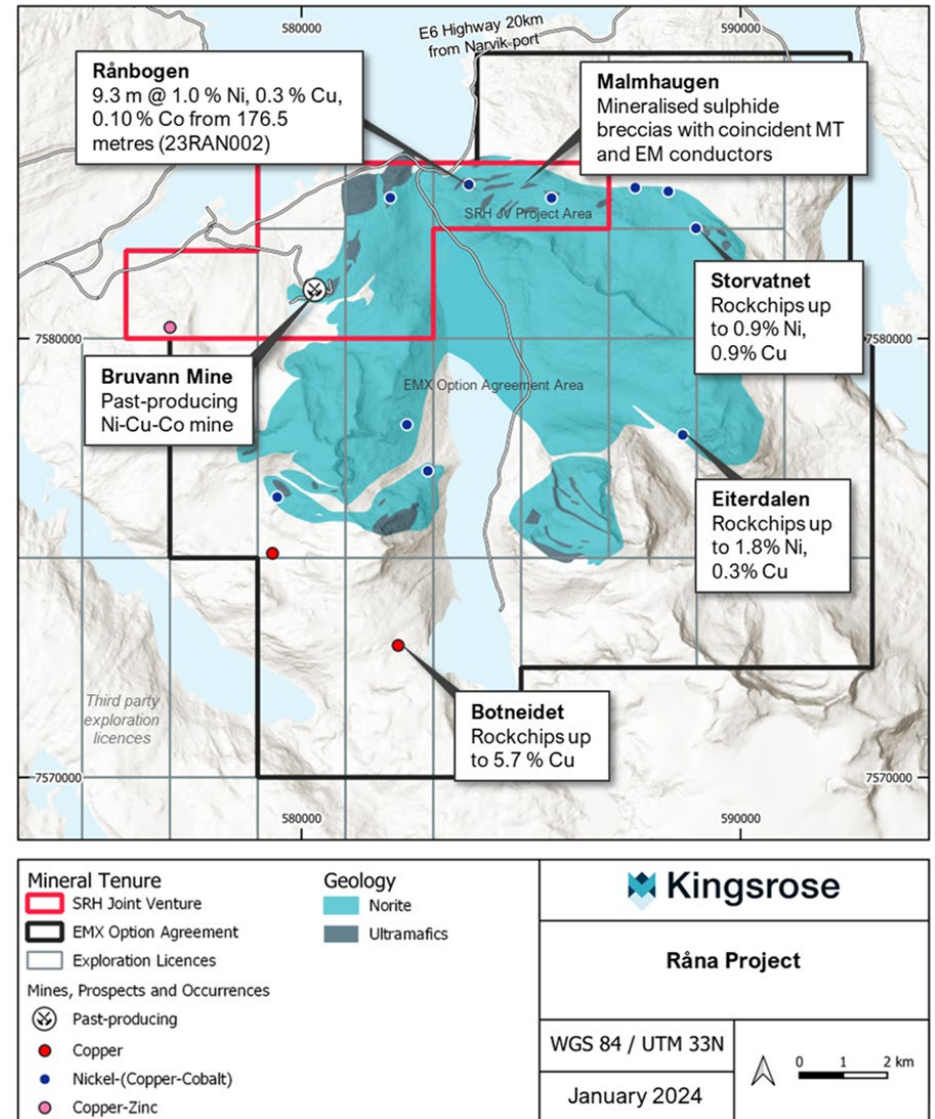 580000
E6 Highway 20km
from Narvik port
590000
Rånbogen
9.3 m @ 1.0 % Ni, 0.3 % Cu,
0.10 % Co from 176.5
metres (23RAN002)
Malmhaugen
Mineralised sulphide
breccias with coincident MT
and EM conductors
SRH JV Project Area
Storvatnet
Rockchips up
to 0.9% Ni,
0.9% Cu
7580000
7580000
Bruvann Mine
Past-producing
Ni-Cu-Co mine
EMX Option Agreement Area
Eiterdalen
Rockchips up
to 1.8% Ni,
0.3% Cu
Third party
exploration
licences
Botneidet
Rockchips up
to 5.7 % Cu
7570000
7570000
580000
590000
Mineral Tenure
SRH Joint Venture
EMX Option Agreement
Exploration Licences
Mines, Prospects and Occurrences
Past-producing
Copper
Nickel-(Copper-Cobalt)
Copper-Zinc
Geology
Norite
Ultramafics
Kingsrose
Råna Project
WGS 84 / UTM 33N
January 2024
0 1 2 km